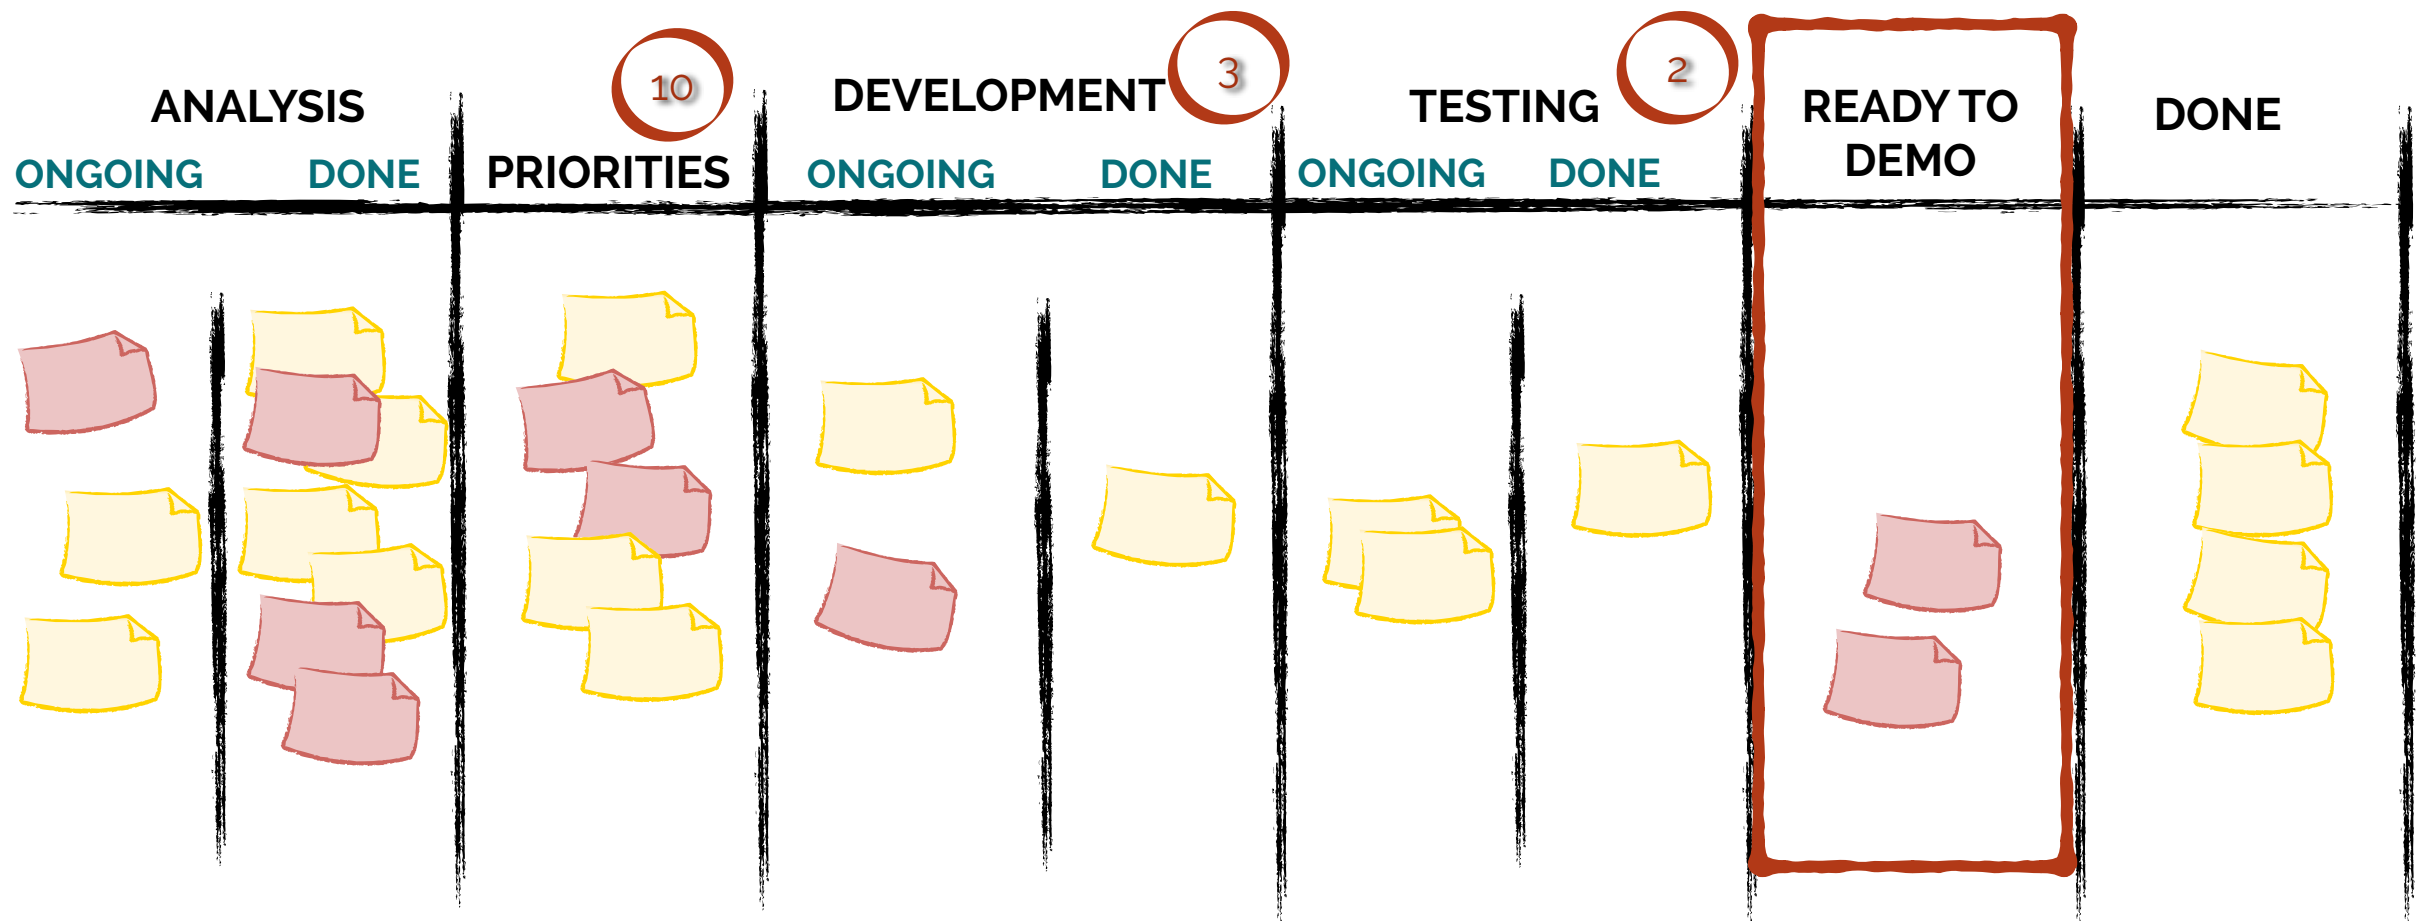 10
3
2
ANALYSIS
DEVELOPMENT
TESTING
READY TO
DEMO
DONE
PRIORITIES
ONGOING
DONE
ONGOING
DONE
ONGOING
DONE